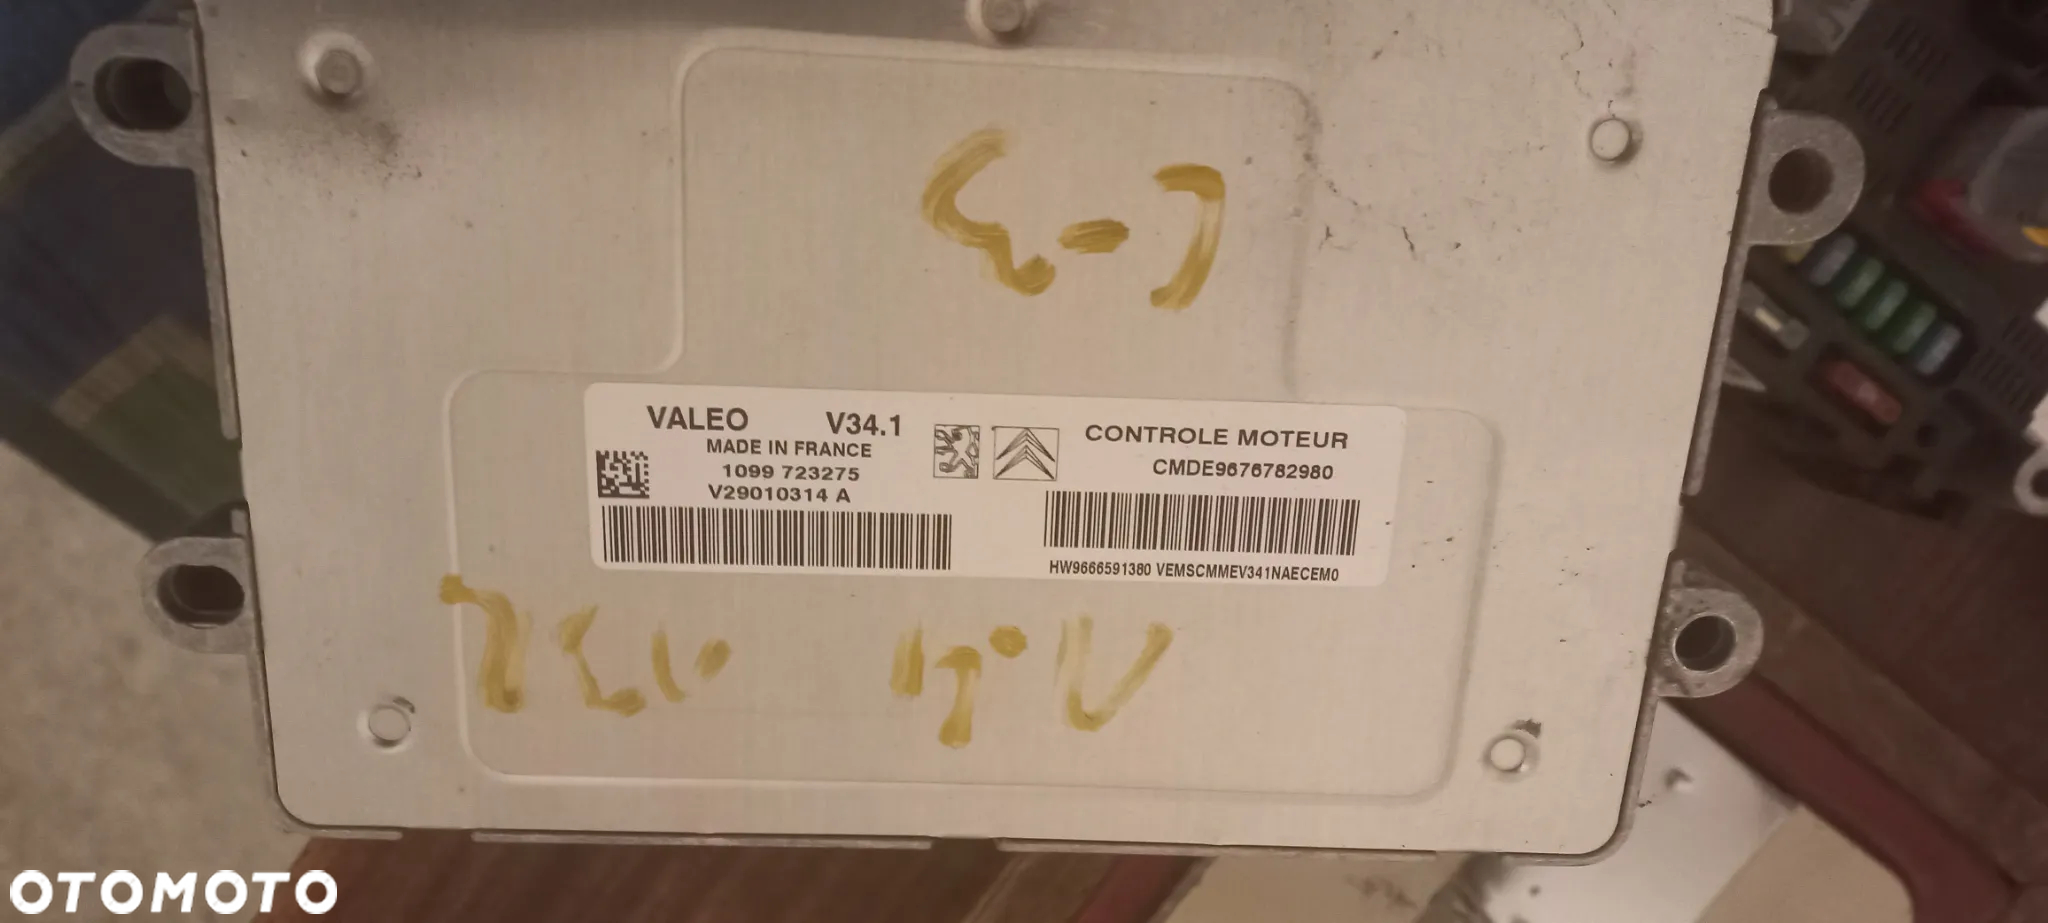 VALEO V34.1
MADE IN FRANCE
1099 723275
V29010314 A
CONTROLE MOTEUR
CMDE9676782980
HW9666591380 VEMSCMMEV341NAECEM0
OTOMOTO